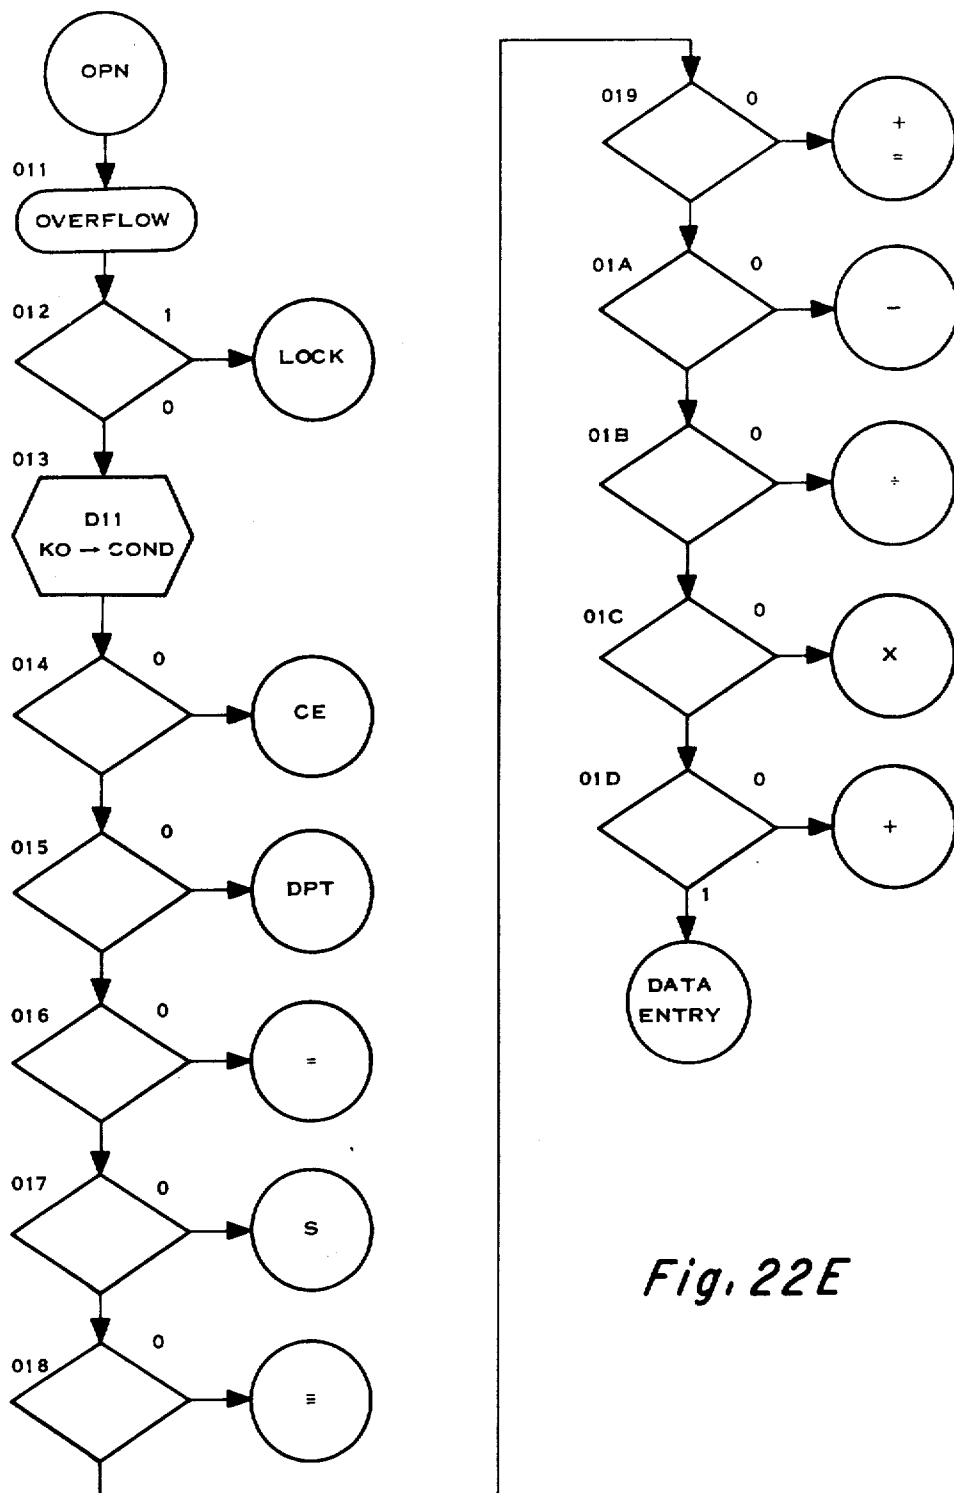 OPN
011
OVERFLOW
012
1
LOCK
0
013
D11
KO → COND
014
0
CE
015
0
DPT
016
0
=
017
0
S
018
0
≡
019
0
+
=
01A
0
-
01B
0
÷
01C
0
X
01D
0
+
1
DATA
ENTRY
Fig. 22E